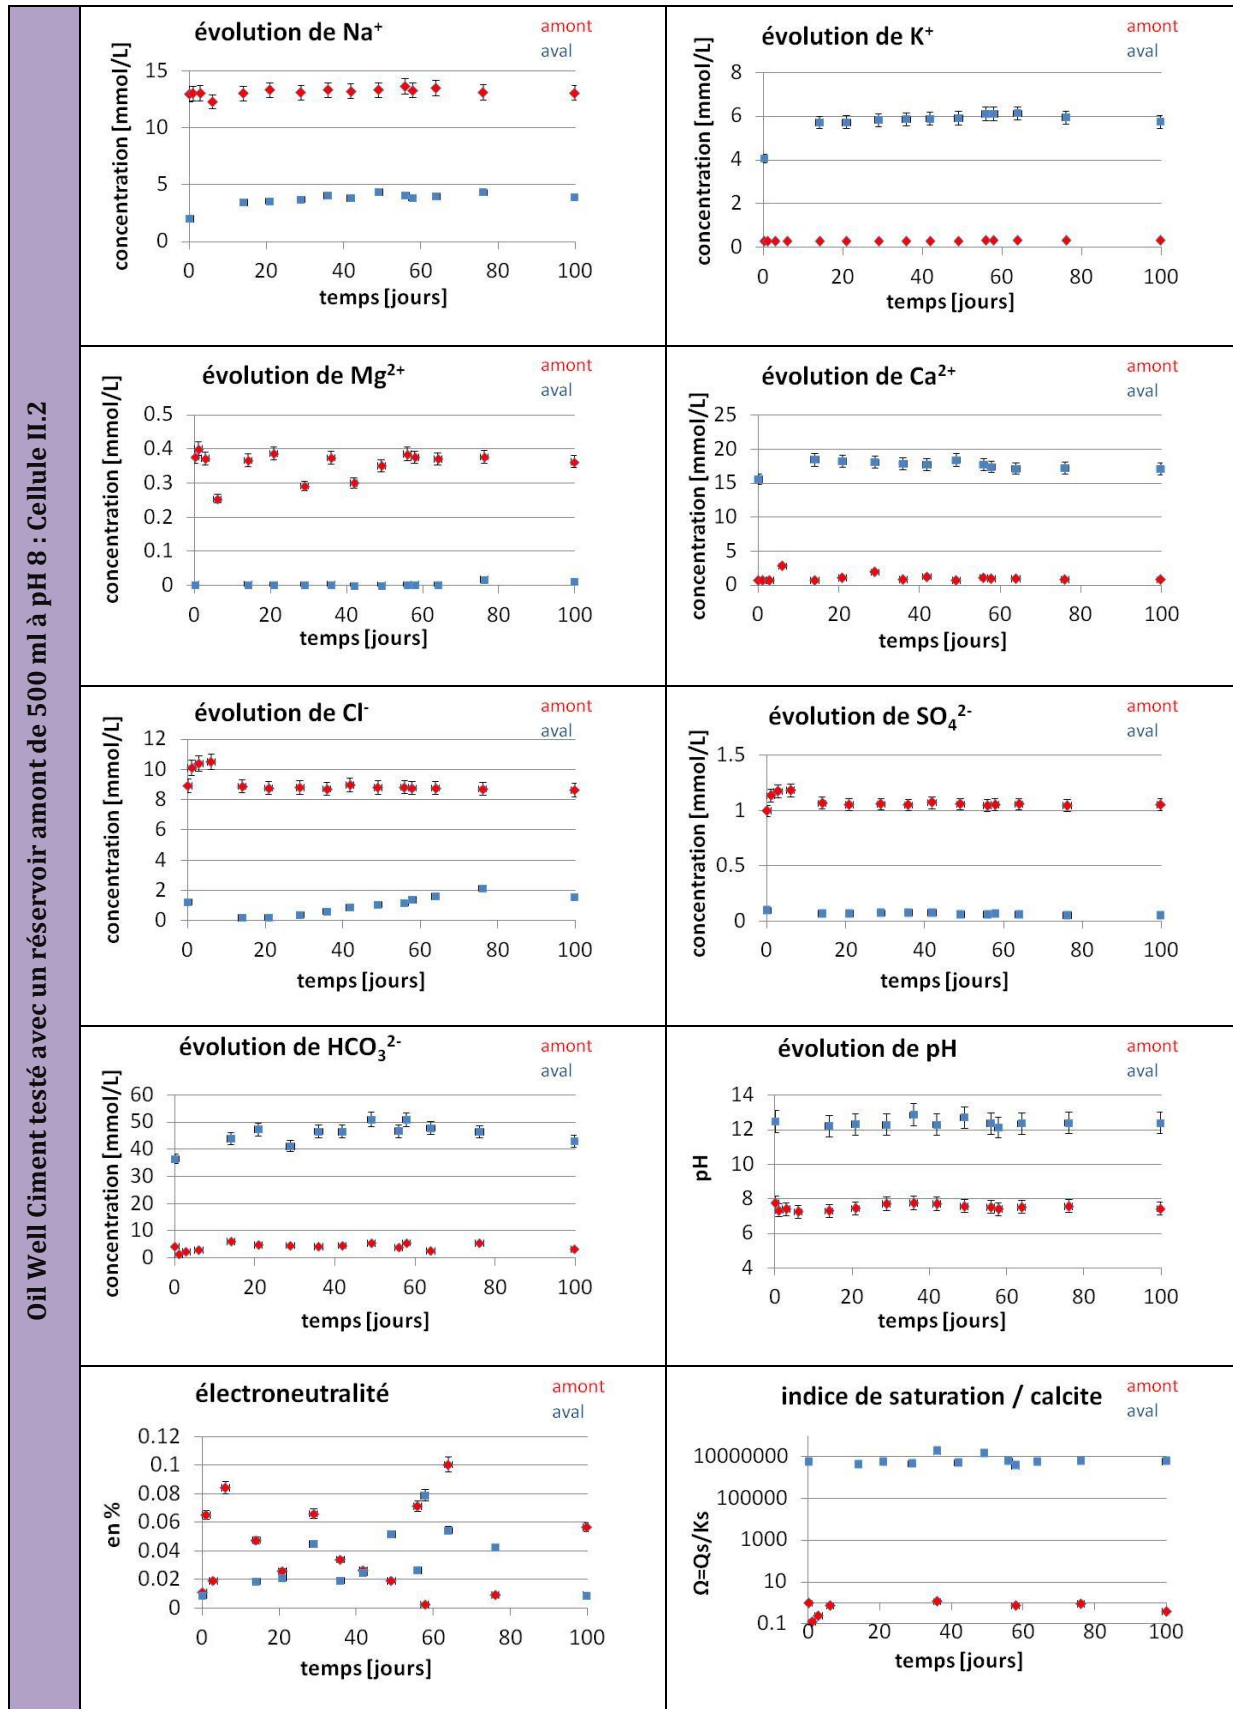 Oil Well Ciment testé avec un réservoir amont de 500 ml à pH 8 : Cellule II.2
évolution de Na⁺
amont
aval
concentration [mmol/L]
15
10
5
0
0 20 40 60 80 100
temps [jours]
évolution de K⁺
amont
aval
concentration [mmol/L]
8
6
4
2
0
0 20 40 60 80 100
temps [jours]
évolution de Mg²⁺
amont
aval
concentration [mmol/L]
0.5
0.4
0.3
0.2
0.1
0
0 20 40 60 80 100
temps [jours]
évolution de Ca²⁺
amont
aval
concentration [mmol/L]
25
20
15
10
5
0
0 20 40 60 80 100
temps [jours]
évolution de Cl⁻
amont
aval
concentration [mmol/L]
12
10
8
6
4
2
0
0 20 40 60 80 100
temps [jours]
évolution de SO₄²⁻
amont
aval
concentration [mmol/L]
1.5
1
0.5
0
0 20 40 60 80 100
temps [jours]
évolution de HCO₃²⁻
amont
aval
concentration [mmol/L]
60
50
40
30
20
10
0
0 20 40 60 80 100
temps [jours]
évolution de pH
amont
aval
pH
14
12
10
8
6
4
0 20 40 60 80 100
temps [jours]
électroneutralité
amont
aval
en %
0.12
0.1
0.08
0.06
0.04
0.02
0
0 20 40 60 80 100
temps [jours]
indice de saturation / calcite
amont
aval
Ω=Qs/Ks
10000000
100000
1000
10
0.1
0 20 40 60 80 100
temps [jours]